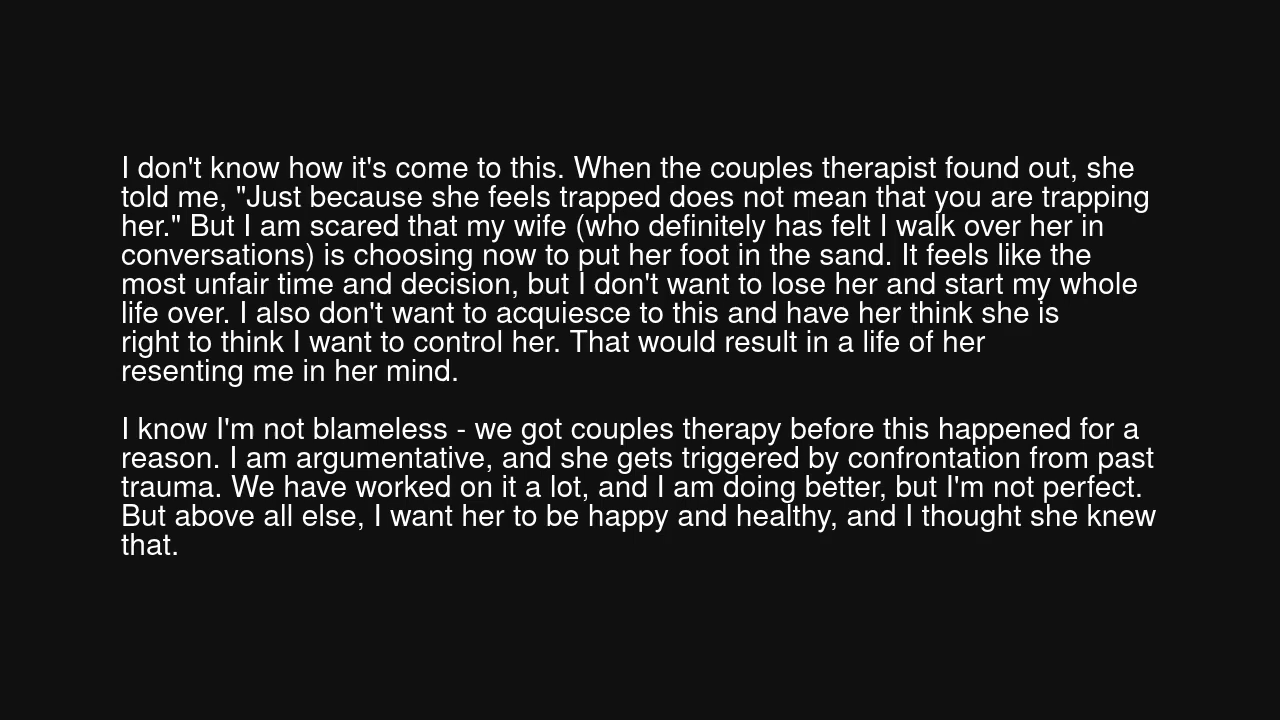 I don't know how it's come to this. When the couples therapist found out, she
told me, "Just because she feels trapped does not mean that you are trapping
her." But I am scared that my wife (who definitely has felt I walk over her in
conversations) is choosing now to put her foot in the sand. It feels like the
most unfair time and decision, but I don't want to lose her and start my whole
life over. I also don't want to acquiesce to this and have her think she is
right to think I want to control her. That would result in a life of her
resenting me in her mind.

I know I'm not blameless - we got couples therapy before this happened for a
reason. I am argumentative, and she gets triggered by confrontation from past
trauma. We have worked on it a lot, and I am doing better, but I'm not perfect.
But above all else, I want her to be happy and healthy, and I thought she knew
that.